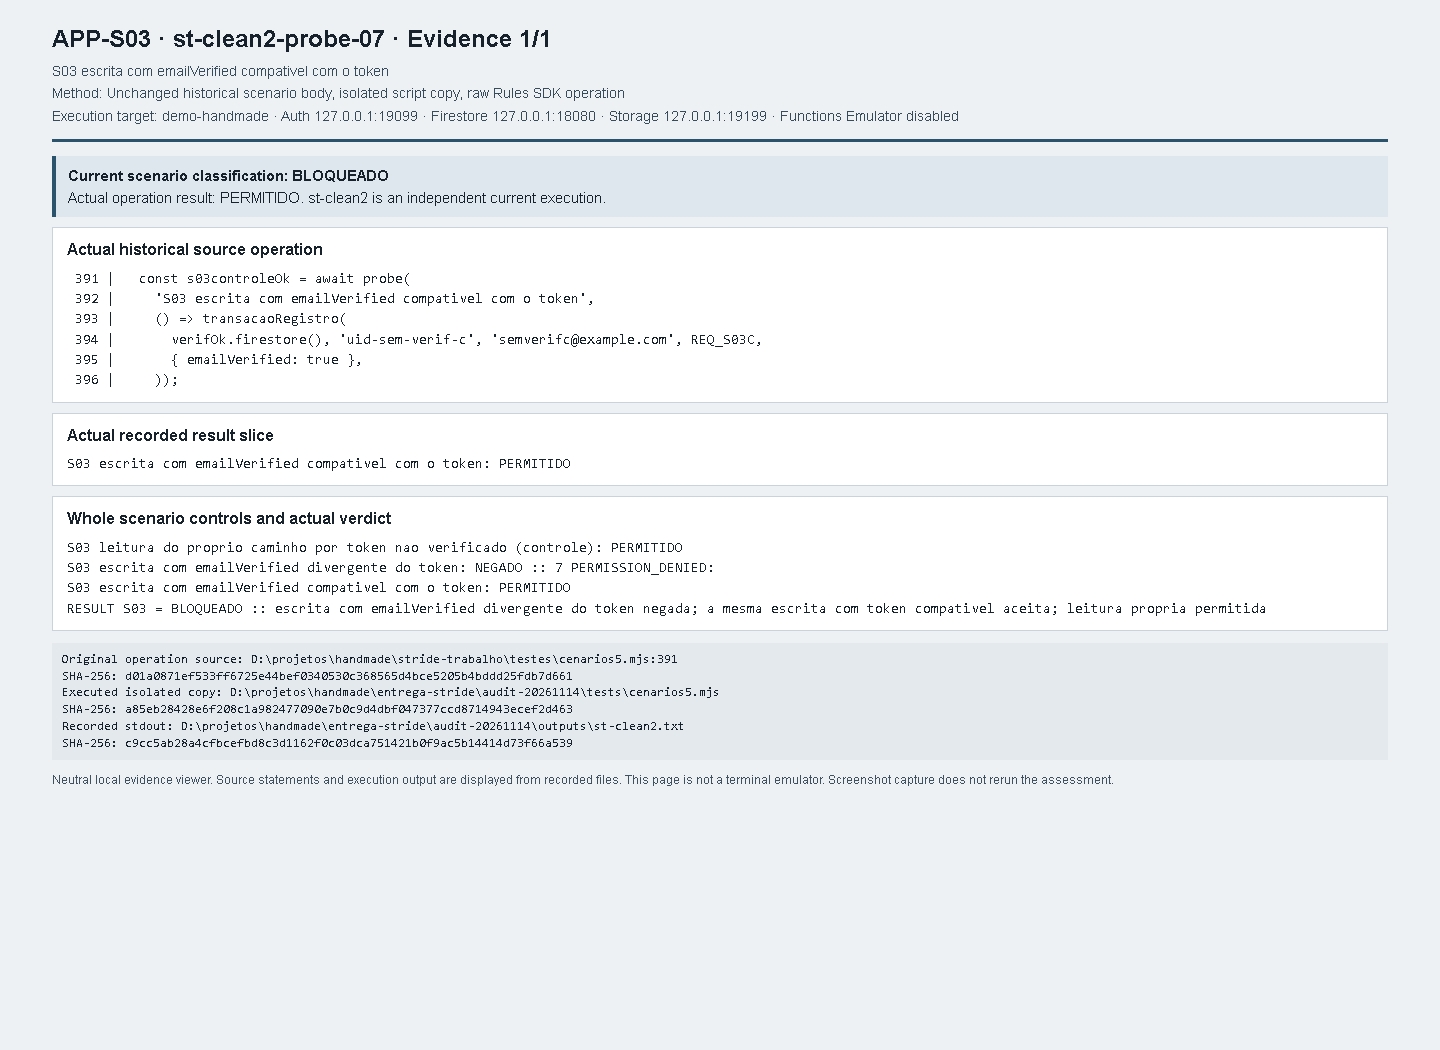 APP-S03 · st-clean2-probe-07 · Evidence 1/1
S03 escrita com emailVerified compativel com o token
Method: Unchanged historical scenario body, isolated script copy, raw Rules SDK operation
Execution target: demo-handmade · Auth 127.0.0.1:19099 · Firestore 127.0.0.1:18080 · Storage 127.0.0.1:19199 · Functions Emulator disabled
Current scenario classification: BLOQUEADO
Actual operation result: PERMITIDO. st-clean2 is an independent current execution.
Actual historical source operation
391 |   const s03controleOk = await probe(
392 |     'S03 escrita com emailVerified compativel com o token',
393 |     () => transacaoRegistro(
394 |       verifOk.firestore(), 'uid-sem-verif-c', 'semverifc@example.com', REQ_S03C,
395 |       { emailVerified: true },
396 |     ));
Actual recorded result slice
S03 escrita com emailVerified compativel com o token: PERMITIDO
Whole scenario controls and actual verdict
S03 leitura do proprio caminho por token nao verificado (controle): PERMITIDO
S03 escrita com emailVerified divergente do token: NEGADO :: 7 PERMISSION_DENIED:
S03 escrita com emailVerified compativel com o token: PERMITIDO
RESULT S03 = BLOQUEADO :: escrita com emailVerified divergente do token negada; a mesma escrita com token compativel aceita; leitura propria permitida
Original operation source: D:\projetos\handmade\stride-trabalho\testes\cenarios5.mjs:391
SHA-256: d01a0871ef533ff6725e44bef0340530c368565d4bce5205b4bddd25fdb7d661
Executed isolated copy: D:\projetos\handmade\entrega-stride\audit-20261114\tests\cenarios5.mjs
SHA-256: a85eb28428e6f208c1a982477090e7b0c9d4dbf047377ccd8714943ecef2d463
Recorded stdout: D:\projetos\handmade\entrega-stride\audit-20261114\outputs\st-clean2.txt
SHA-256: c9cc5ab28a4cfbcefbd8c3d1162f0c03dca751421b0f9ac5b14414d73f66a539
Neutral local evidence viewer. Source statements and execution output are displayed from recorded files. This page is not a terminal emulator. Screenshot capture does not rerun the assessment.